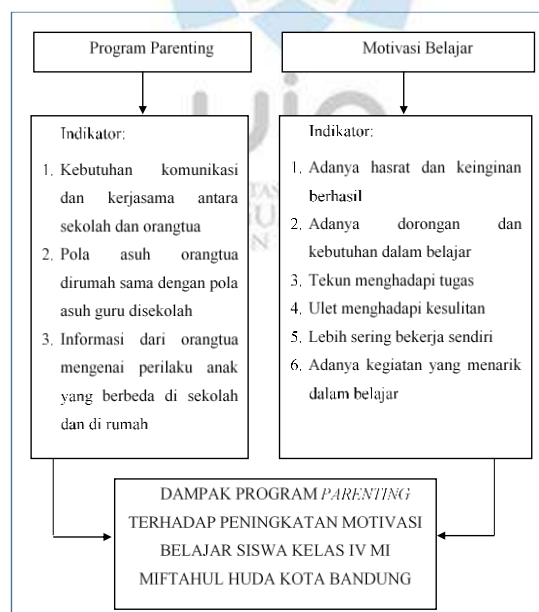 Program Parenting
Motivasi Belajar
Indikator:
1. Kebutuhan komunikasi
dan kerjasama antara
sekolah dan orangtua
2. Pola asuh orangtua
dirumah sama dengan pola
asuh guru disekolah
3. Informasi dari orangtua
mengenai perilaku anak
yang berbeda di sekolah
dan di rumah
Indikator:
1. Adanya hasrat dan keinginan
berhasil
2. Adanya dorongan dan
kebutuhan dalam belajar
3. Tekun menghadapi tugas
4. Ulet menghadapi kesulitan
5. Lebih sering bekerja sendiri
6. Adanya kegiatan yang menarik
dalam belajar
DAMPAK PROGRAM PARENTING
TERHADAP PENINGKATAN MOTIVASI
BELAJAR SISWA KELAS IV MI
MIFTAHUL HUDA KOTA BANDUNG